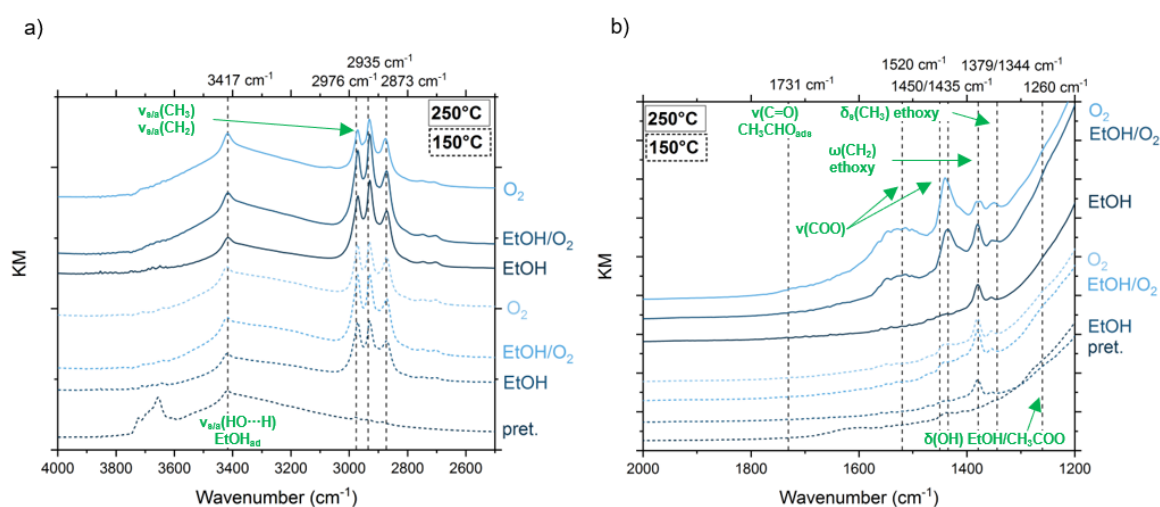 a)
2935 cm⁻¹
3417 cm⁻¹
2976 cm⁻¹
2873 cm⁻¹
νs/a(CH₃)
νs/a(CH₂)
250°C
150°C
O₂
EtOH/O₂
EtOH
O₂
EtOH/O₂
EtOH
pret.
νs/a(HO···H)
EtOHad
KM
4000 3800 3600 3400 3200 3000 2800 2600
Wavenumber (cm⁻¹)
b)
1520 cm⁻¹
1379/1344 cm⁻¹
1731 cm⁻¹
1450/1435 cm⁻¹
1260 cm⁻¹
250°C
150°C
ν(C=O)
CH₃CHOads
δs(CH₃) ethoxy
ω(CH₂)
ethoxy
ν(COO)
O₂
EtOH/O₂
EtOH
O₂
EtOH/O₂
EtOH
pret.
δ(OH) EtOH/CH₃COO
KM
2000 1800 1600 1400 1200
Wavenumber (cm⁻¹)